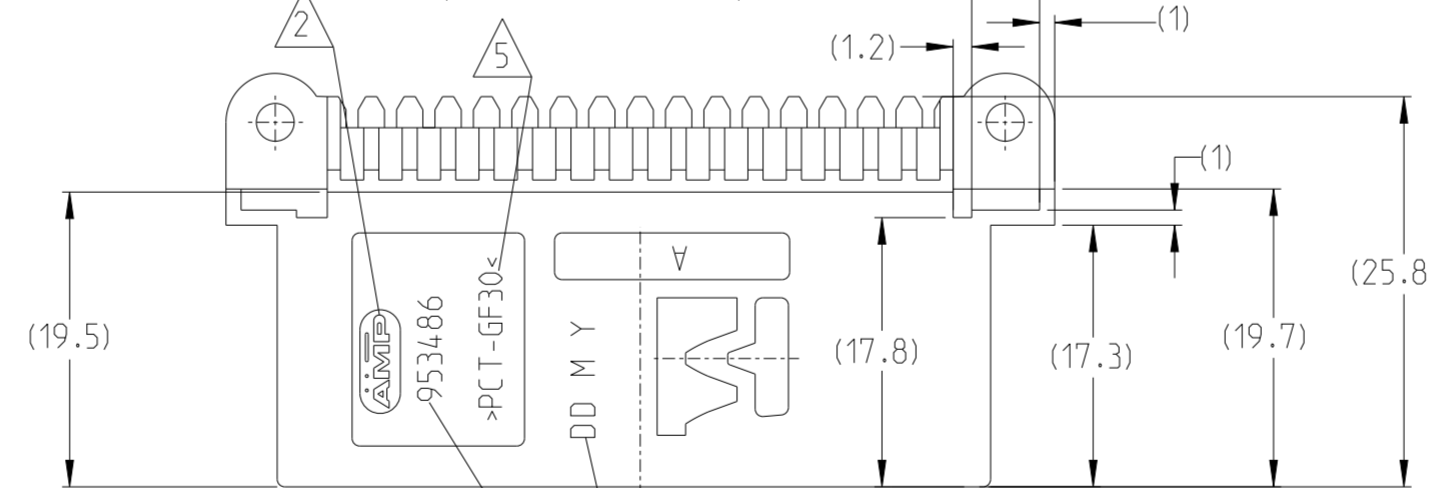 2
5
(1)
(1.2)
(1)
(25.8
(19.5)
(17.8)
(17.3)
(19.7)
A
AMP
953486
>PCT-GF30<
DD M Y